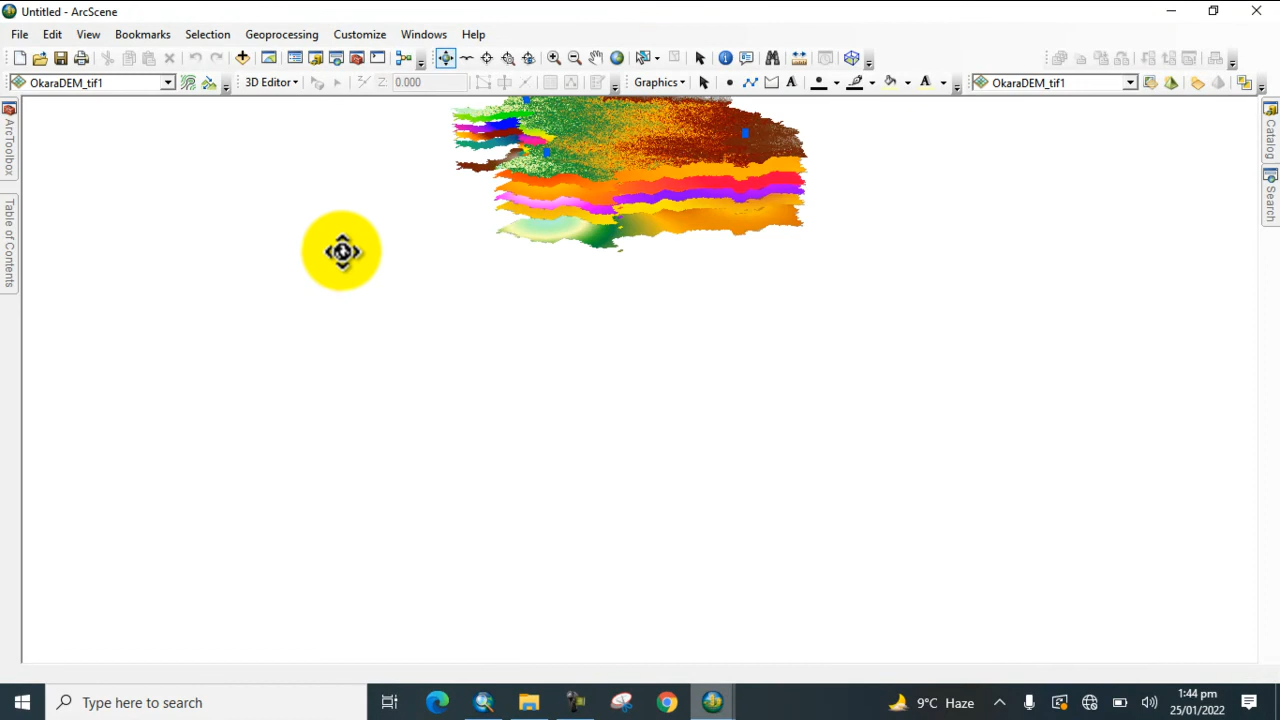 Untitled - ArcScene
File Edit View Bookmarks Selection Geoprocessing Customize Windows Help
OkaraDEM_tif1 3D Editor Z: 0.000 Graphics A A OkaraDEM_tif1
ArcToolbox
Table of Contents
Catalog
Search
Type here to search
9°C Haze
1:44 pm
25/01/2022